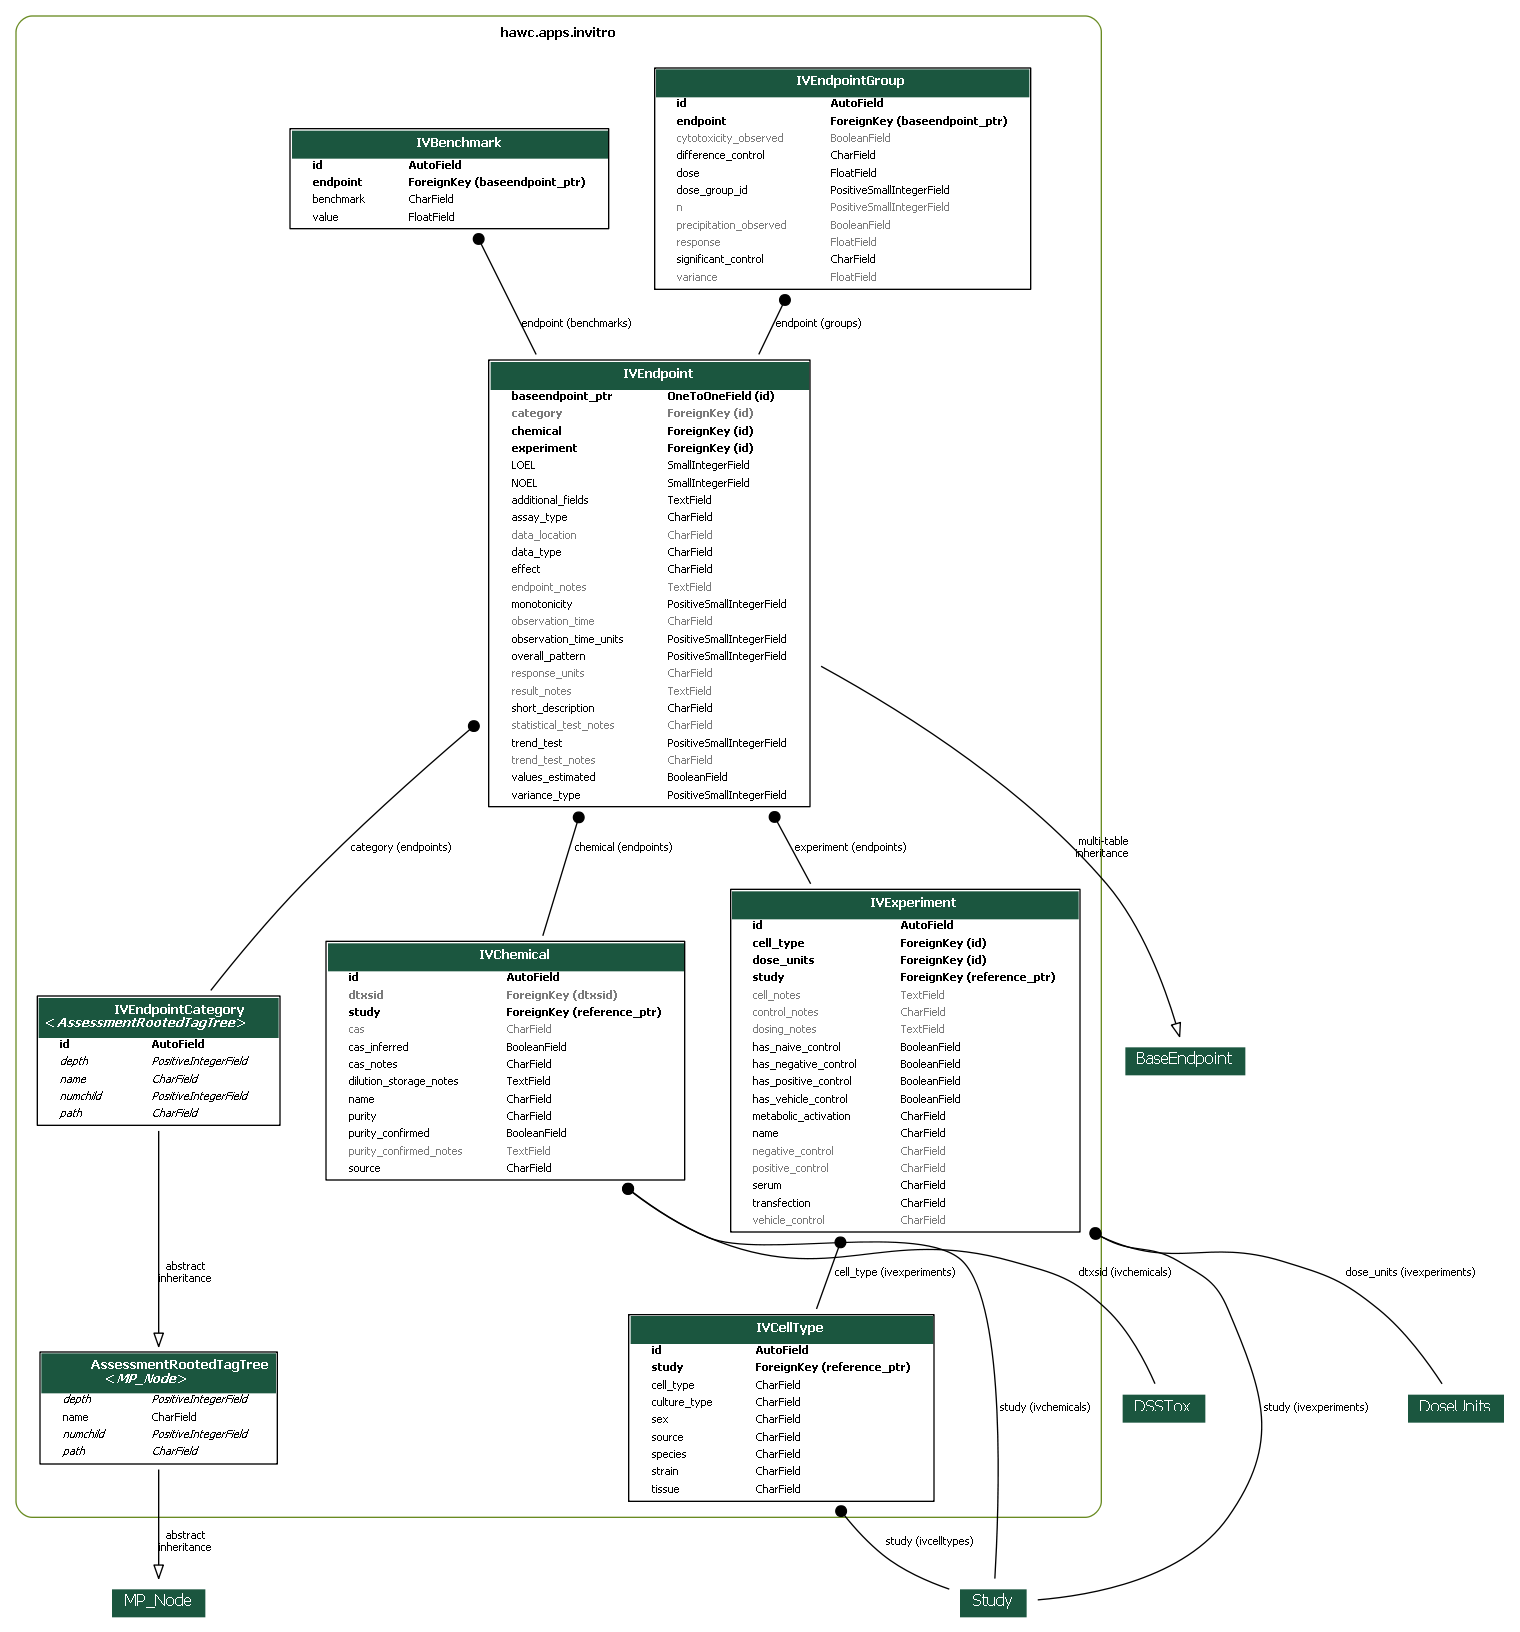 hawc.apps.invitro
IVEndpointGroup
id AutoField
endpoint ForeignKey (baseendpoint_ptr)
cytotoxicity_observed BooleanField
difference_control CharField
dose FloatField
dose_group_id PositiveSmallIntegerField
n PositiveSmallIntegerField
precipitation_observed BooleanField
response FloatField
significant_control CharField
variance FloatField
IVBenchmark
id AutoField
endpoint ForeignKey (baseendpoint_ptr)
benchmark CharField
value FloatField
endpoint (benchmarks)
endpoint (groups)
IVEndpoint
baseendpoint_ptr OneToOneField (id)
category ForeignKey (id)
chemical ForeignKey (id)
experiment ForeignKey (id)
LOEL SmallIntegerField
NOEL SmallIntegerField
additional_fields TextField
assay_type CharField
data_location CharField
data_type CharField
effect CharField
endpoint_notes TextField
monotonicity PositiveSmallIntegerField
observation_time CharField
observation_time_units PositiveSmallIntegerField
overall_pattern PositiveSmallIntegerField
response_units CharField
result_notes TextField
short_description CharField
statistical_test_notes CharField
trend_test PositiveSmallIntegerField
trend_test_notes CharField
values_estimated BooleanField
variance_type PositiveSmallIntegerField
category (endpoints)
chemical (endpoints)
experiment (endpoints)
multi-table
inheritance
IVExperiment
id AutoField
cell_type ForeignKey (id)
dose_units ForeignKey (id)
study ForeignKey (reference_ptr)
cell_notes TextField
control_notes CharField
dosing_notes TextField
has_naive_control BooleanField
has_negative_control BooleanField
has_positive_control BooleanField
has_vehicle_control BooleanField
metabolic_activation CharField
name CharField
negative_control CharField
positive_control CharField
serum CharField
transfection CharField
vehicle_control CharField
IVChemical
id AutoField
dtxsid ForeignKey (dtxsid)
study ForeignKey (reference_ptr)
cas CharField
cas_inferred BooleanField
cas_notes CharField
dilution_storage_notes TextField
name CharField
purity CharField
purity_confirmed BooleanField
purity_confirmed_notes TextField
source CharField
IVEndpointCategory
<AssessmentRootedTagTree>
id AutoField
depth PositiveIntegerField
name CharField
numchild PositiveIntegerField
path CharField
BaseEndpoint
abstract
inheritance
cell_type (ivexperiments)
dtxsid (ivchemicals)
dose_units (ivexperiments)
IVCellType
id AutoField
study ForeignKey (reference_ptr)
cell_type CharField
culture_type CharField
sex CharField
source CharField
species CharField
strain CharField
tissue CharField
AssessmentRootedTagTree
<MP_Node>
depth PositiveIntegerField
name CharField
numchild PositiveIntegerField
path CharField
study (ivchemicals)
DSSTox
study (ivexperiments)
DoseUnits
abstract
inheritance
study (ivcelltypes)
MP_Node
Study